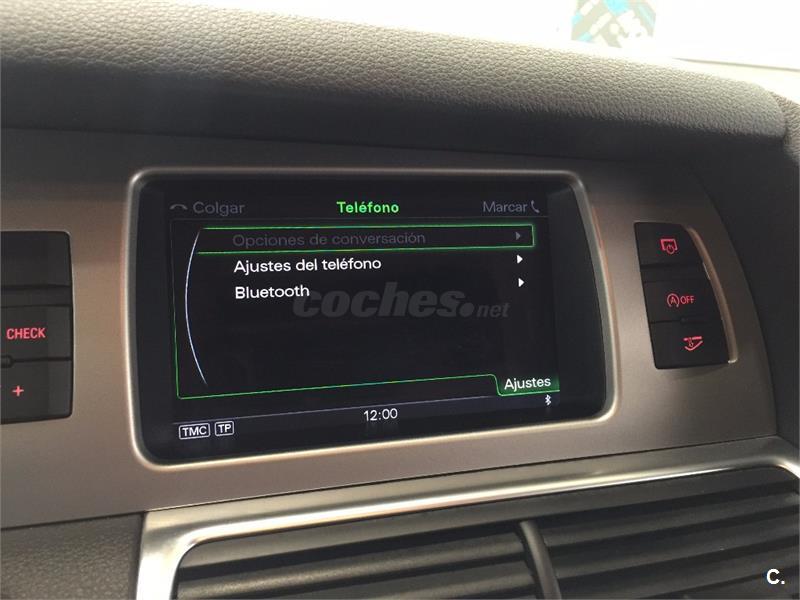 Colgar Teléfono Marcar
Opciones de conversación
Ajustes del teléfono
Bluetooth
coches.net
Ajustes
12:00
TMC TP
CHECK
+
A OFF
C.